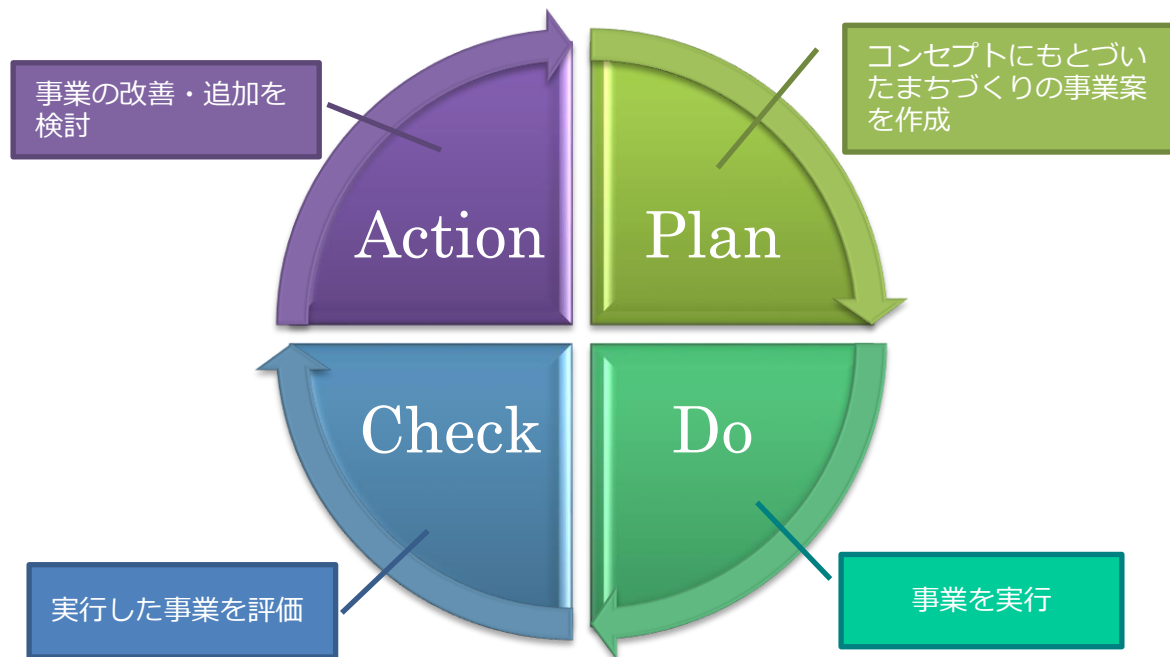 事業の改善・追加を
検討
コンセプトにもとづい
たまちづくりの事業案
を作成
Action
Plan
Check
Do
実行した事業を評価
事業を実行